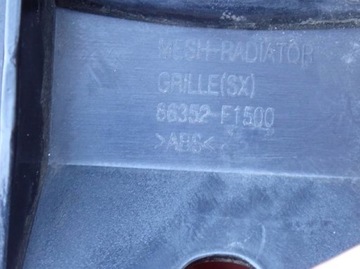 MESH-RADIATOR
GRILLE(SX)
86352-F1500
>ABS<